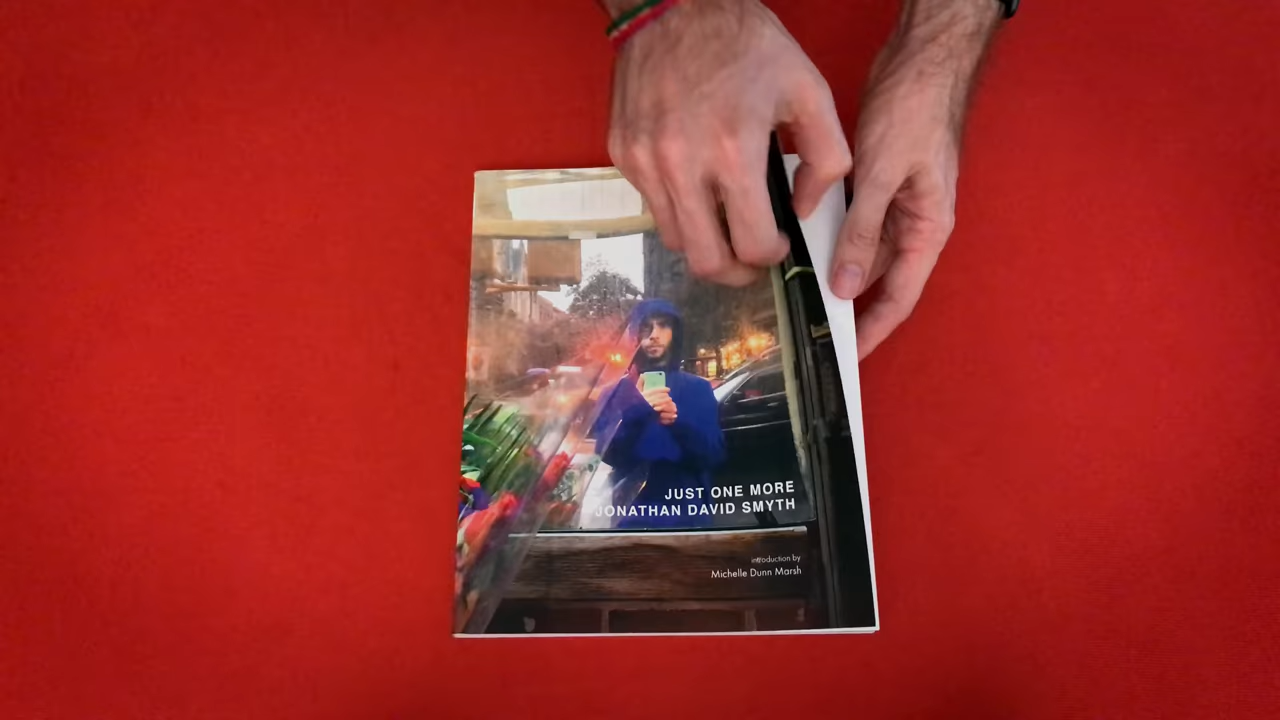 JUST ONE MORE
JONATHAN DAVID SMYTH
introduction by
Michelle Dunn Marsh